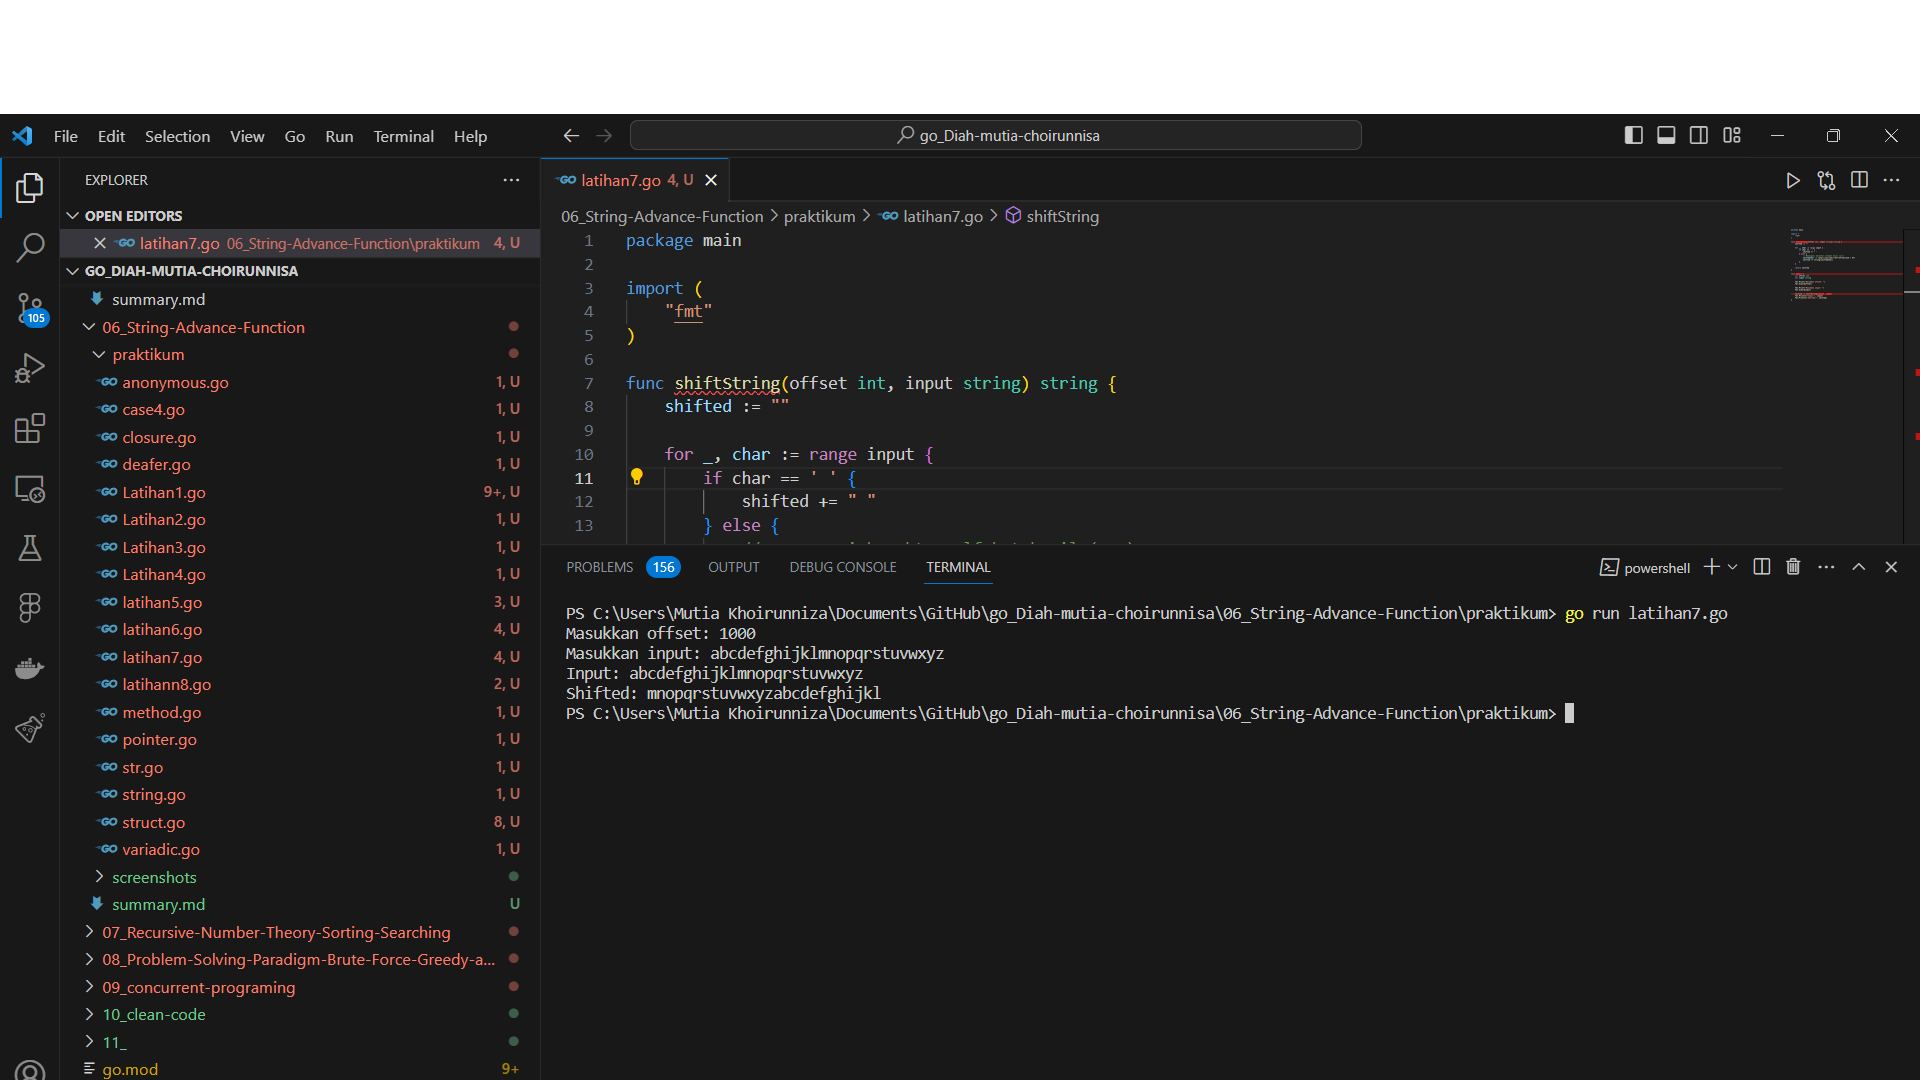 File Edit Selection View Go Run Terminal Help
go_Diah-mutia-choirunnisa
EXPLORER
OPEN EDITORS
latihan7.go 06_String-Advance-Function\praktikum 4, U
GO_DIAH-MUTIA-CHOIRUNNISA
summary.md
06_String-Advance-Function
praktikum
anonymous.go 1, U
case4.go 1, U
closure.go 1, U
deafer.go 1, U
Latihan1.go 9+, U
Latihan2.go 1, U
Latihan3.go 1, U
Latihan4.go 1, U
latihan5.go 3, U
latihan6.go 4, U
latihan7.go 4, U
latihann8.go 2, U
method.go 1, U
pointer.go 1, U
str.go 1, U
string.go 1, U
struct.go 8, U
variadic.go 1, U
screenshots
summary.md U
07_Recursive-Number-Theory-Sorting-Searching
08_Problem-Solving-Paradigm-Brute-Force-Greedy-a...
09_concurrent-programing
10_clean-code
11_
go.mod 9+
105
latihan7.go 4, U
06_String-Advance-Function > praktikum > latihan7.go > shiftString
1 package main
2
3 import (
4 "fmt"
5 )
6
7 func shiftString(offset int, input string) string {
8 shifted := ""
9
10 for _, char := range input {
11 if char == ' ' {
12 shifted += " "
13 } else {
PROBLEMS 156 OUTPUT DEBUG CONSOLE TERMINAL
powershell
PS C:\Users\Mutia Khoirunniza\Documents\GitHub\go_Diah-mutia-choirunnisa\06_String-Advance-Function\praktikum> go run latihan7.go
Masukkan offset: 1000
Masukkan input: abcdefghijklmnopqrstuvwxyz
Input: abcdefghijklmnopqrstuvwxyz
Shifted: mnopqrstuvwxyzabcdefghijkl
PS C:\Users\Mutia Khoirunniza\Documents\GitHub\go_Diah-mutia-choirunnisa\06_String-Advance-Function\praktikum>